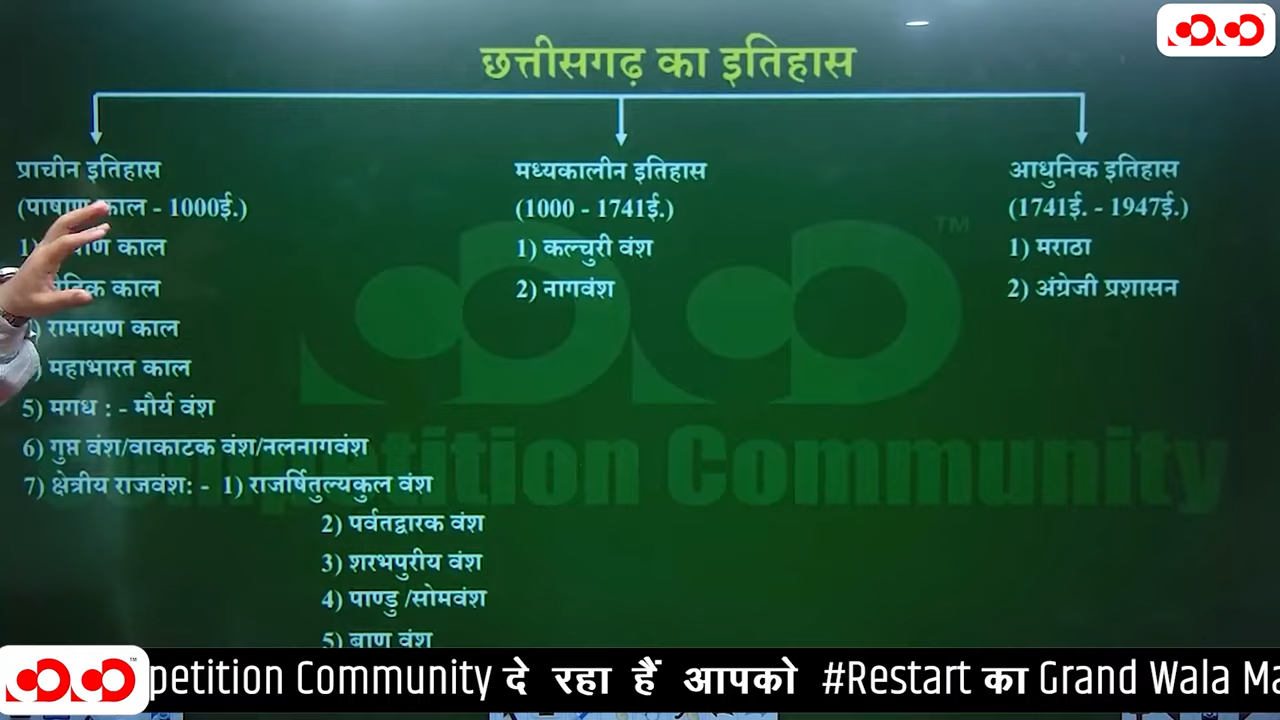 छत्तीसगढ़ का इतिहास
प्राचीन इतिहास
(पाषाण काल - 1000ई.)
1) काल
काल
रामायण काल
महाभारत काल
5) मगध : - मौर्य वंश
6) गुप्त वंश/वाकाटक वंश/नलनागवंश
7) क्षेत्रीय राजवंश: - 1) राजर्षितुल्यकुल वंश
2) पर्वतद्वारक वंश
3) शरभपुरीय वंश
4) पाण्डु /सोमवंश
5) बाण वंश
मध्यकालीन इतिहास
(1000 - 1741ई.)
1) कल्चुरी वंश
2) नागवंश
आधुनिक इतिहास
(1741ई. - 1947ई.)
1) मराठा
2) अंग्रेजी प्रशासन
TM
Competition Community
petition Community दे रहा हैं आपको #Restart का Grand Wala Ma